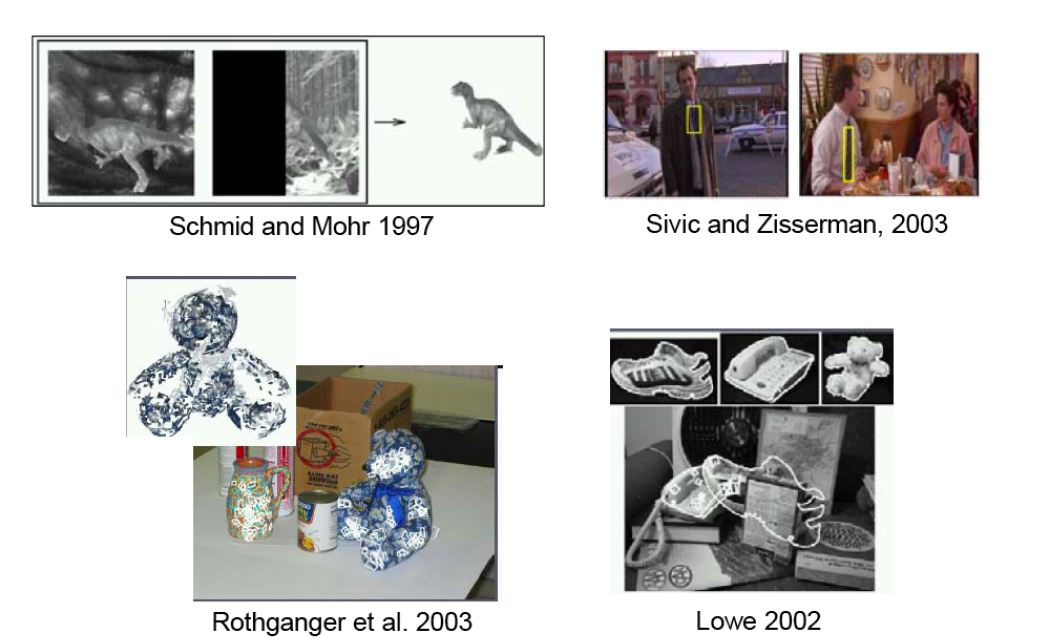 Schmid and Mohr 1997
Sivic and Zisserman, 2003
Rothganger et al. 2003
Lowe 2002